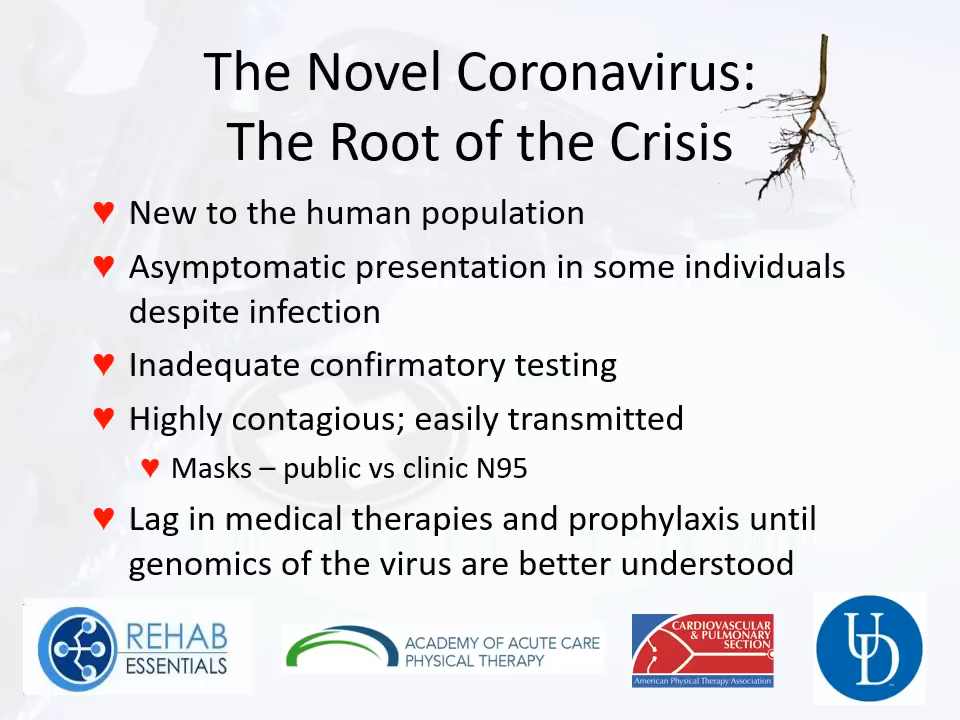 The Novel Coronavirus:
The Root of the Crisis
♥ New to the human population
♥ Asymptomatic presentation in some individuals
despite infection
♥ Inadequate confirmatory testing
♥ Highly contagious; easily transmitted
♥ Masks – public vs clinic N95
♥ Lag in medical therapies and prophylaxis until
genomics of the virus are better understood
REHAB
ESSENTIALS
ACADEMY OF ACUTE CARE
PHYSICAL THERAPY
CARDIOVASCULAR
& PULMONARY
SECTION
American Physical Therapy Association
UD